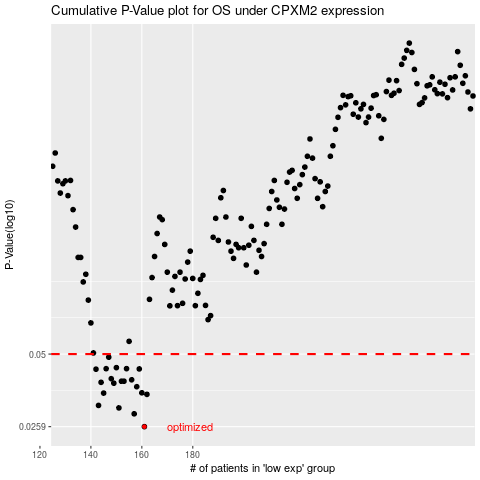 Cumulative P-Value plot for OS under CPXM2 expression
P-Value(log10)
0.05
0.0259
optimized
120 140 160 180
# of patients in 'low exp' group